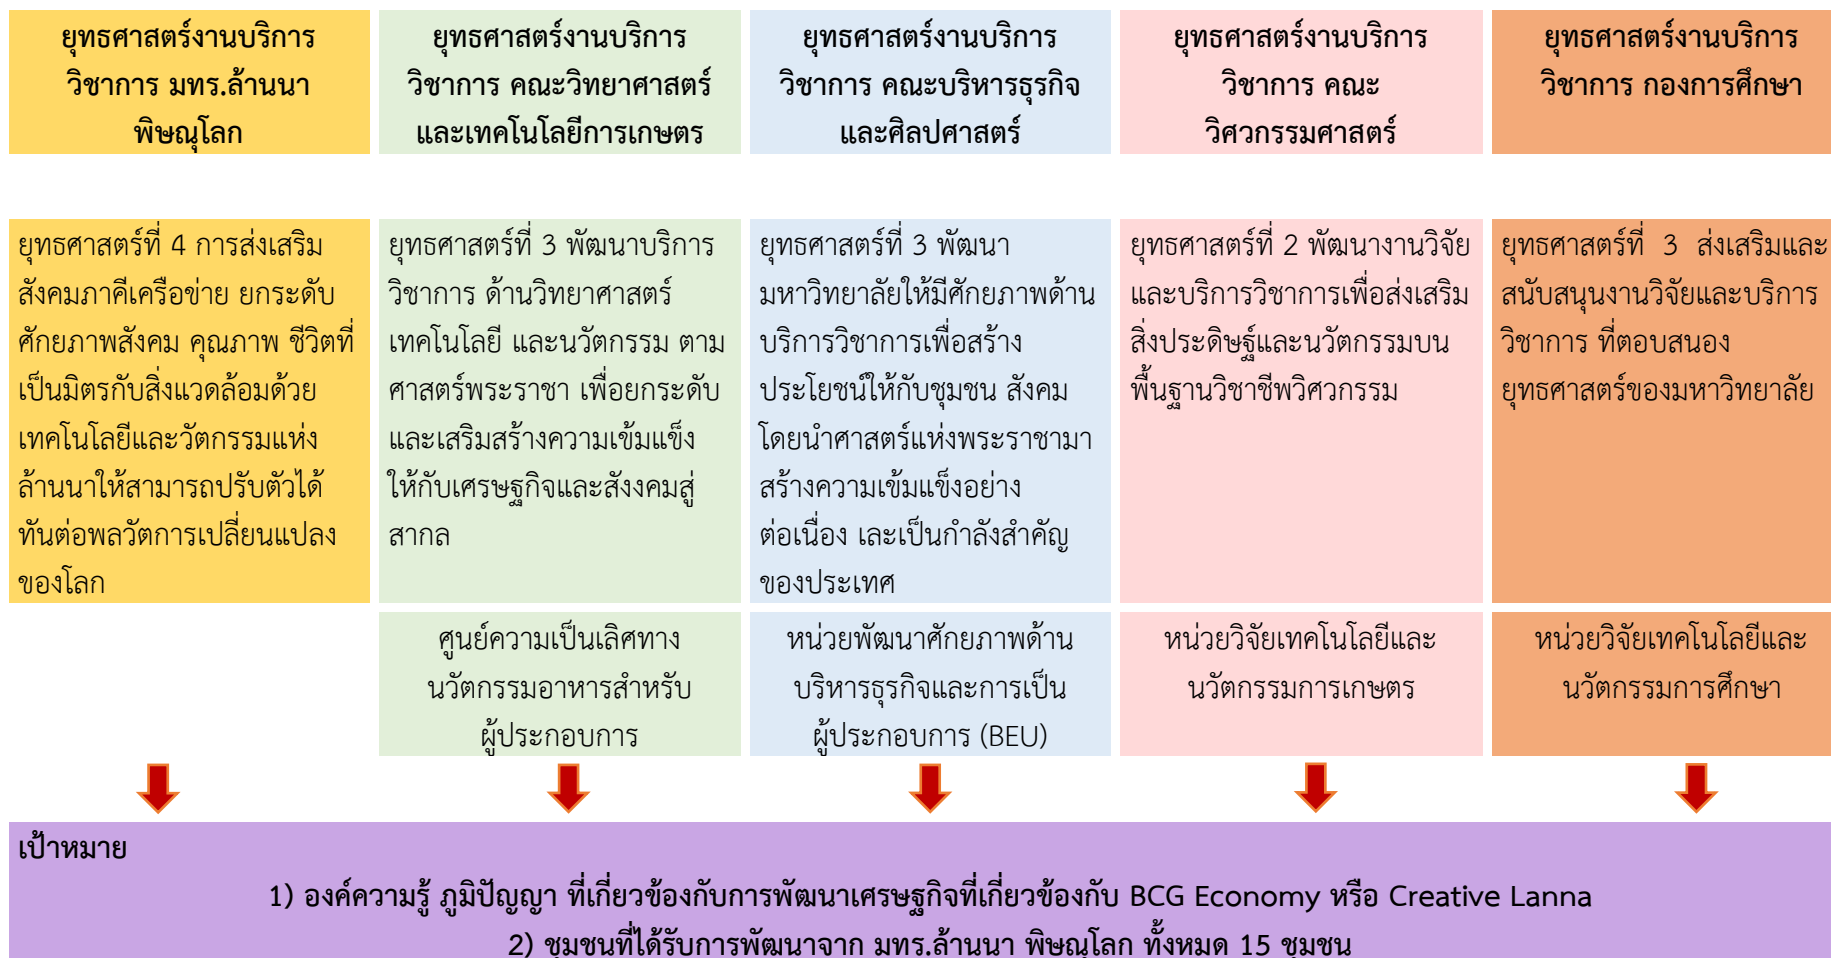 ยุทธศาสตร์งานบริการ
วิชาการ มทร.ล้านนา
พิษณุโลก
ยุทธศาสตร์งานบริการ
วิชาการ คณะวิทยาศาสตร์
และเทคโนโลยีการเกษตร
ยุทธศาสตร์งานบริการ
วิชาการ คณะบริหารธุรกิจ
และศิลปศาสตร์
ยุทธศาสตร์งานบริการ
วิชาการ คณะ
วิศวกรรมศาสตร์
ยุทธศาสตร์งานบริการ
วิชาการ กองการศึกษา
ยุทธศาสตร์ที่ 4 การส่งเสริม
สังคมภาคีเครือข่าย ยกระดับ
ศักยภาพสังคม คุณภาพ ชีวิตที่
เป็นมิตรกับสิ่งแวดล้อมด้วย
เทคโนโลยีและวัตกรรมแห่ง
ล้านนาให้สามารถปรับตัวได้
ทันต่อพลวัตการเปลี่ยนแปลง
ของโลก
ยุทธศาสตร์ที่ 3 พัฒนาบริการ
วิชาการ ด้านวิทยาศาสตร์
เทคโนโลยี และนวัตกรรม ตาม
ศาสตร์พระราชา เพื่อยกระดับ
และเสริมสร้างความเข้มแข็ง
ให้กับเศรษฐกิจและสังงคมสู่
สากล
ยุทธศาสตร์ที่ 3 พัฒนา
มหาวิทยาลัยให้มีศักยภาพด้าน
บริการวิชาการเพื่อสร้าง
ประโยชน์ให้กับชุมชน สังคม
โดยนำศาสตร์แห่งพระราชามา
สร้างความเข้มแข็งอย่าง
ต่อเนื่อง เละเป็นกำลังสำคัญ
ของประเทศ
ยุทธศาสตร์ที่ 2 พัฒนางานวิจัย
และบริการวิชาการเพื่อส่งเสริม
สิ่งประดิษฐ์และนวัตกรรมบน
พื้นฐานวิชาชีพวิศวกรรม
ยุทธศาสตร์ที่ 3 ส่งเสริมและ
สนับสนุนงานวิจัยและบริการ
วิชาการ ที่ตอบสนอง
ยุทธศาสตร์ของมหาวิทยาลัย
ศูนย์ความเป็นเลิศทาง
นวัตกรรมอาหารสำหรับ
ผู้ประกอบการ
หน่วยพัฒนาศักยภาพด้าน
บริหารธุรกิจและการเป็น
ผู้ประกอบการ (BEU)
หน่วยวิจัยเทคโนโลยีและ
นวัตกรรมการเกษตร
หน่วยวิจัยเทคโนโลยีและ
นวัตกรรมการศึกษา
เป้าหมาย
1) องค์ความรู้ ภูมิปัญญา ที่เกี่ยวข้องกับการพัฒนาเศรษฐกิจที่เกี่ยวข้องกับ BCG Economy หรือ Creative Lanna
2) ชุมชนที่ได้รับการพัฒนาจาก มทร.ล้านนา พิษณุโลก ทั้งหมด 15 ชุมชน